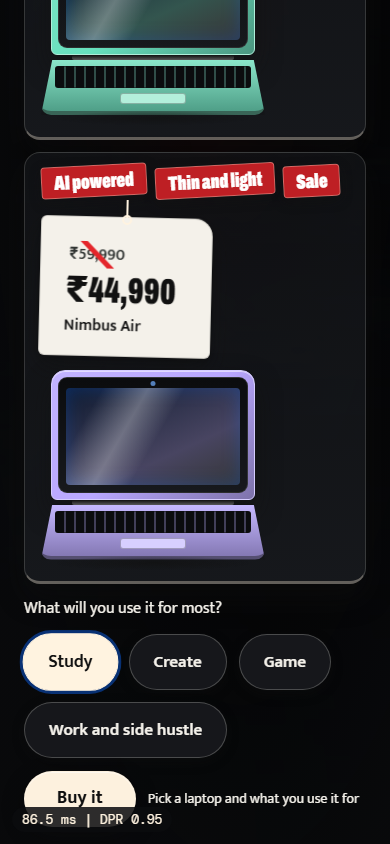 AI powered Thin and light Sale
₹59,990
₹44,990
Nimbus Air
What will you use it for most?
Study Create Game
Work and side hustle
Buy it Pick a laptop and what you use it for
86.5 ms | DPR 0.95